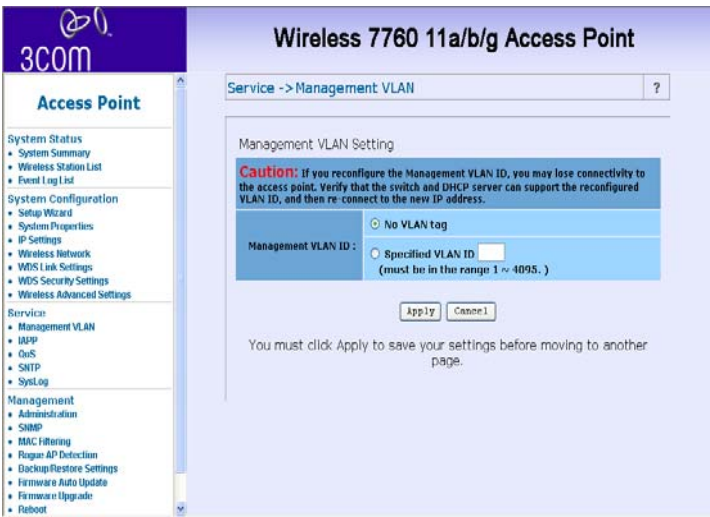 3COM
Wireless 7760 11a/b/g Access Point
Access Point
System Status
System Summary
Wireless Station List
Event Log List
System Configuration
Setup Wizard
System Properties
IP Settings
Wireless Network
WDS Link Settings
WDS Security Settings
Wireless Advanced Settings
Service
Management VLAN
IAPP
QoS
SNTP
SysLog
Management
Administration
SNMP
MAC Filtering
Rogue AP Detection
Backup/Restore Settings
Firmware Auto Update
Firmware Upgrade
Reboot
Service -> Management VLAN ?
Management VLAN Setting
Caution: If you reconfigure the Management VLAN ID, you may lose connectivity to
the access point. Verify that the switch and DHCP server can support the reconfigured
VLAN ID, and then re-connect to the new IP address.
Management VLAN ID :
No VLAN tag
Specified VLAN ID
(must be in the range 1 ~ 4095. )
Apply Cancel
You must click Apply to save your settings before moving to another
page.